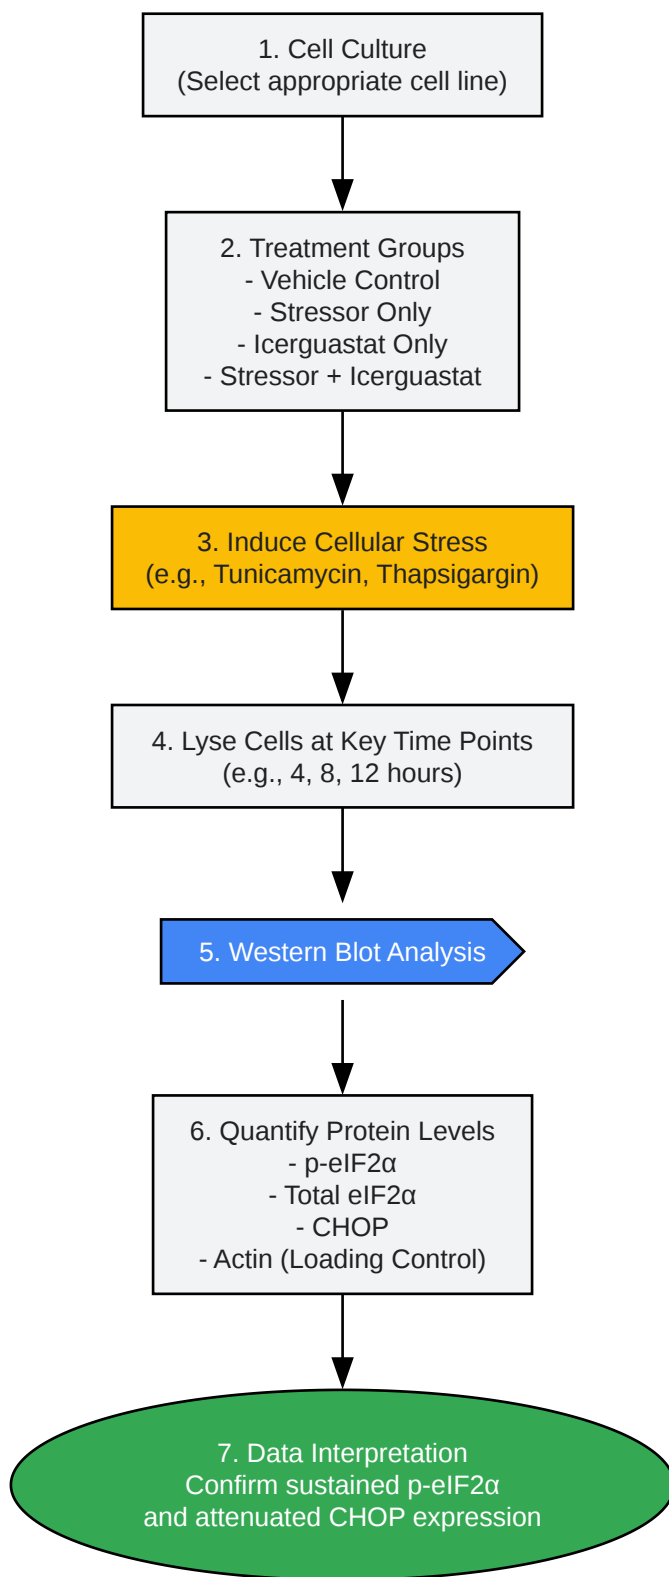 1. Cell Culture
(Select appropriate cell line)
2. Treatment Groups
- Vehicle Control
- Stressor Only
- Icerguastat Only
- Stressor + Icerguastat
3. Induce Cellular Stress
(e.g., Tunicamycin, Thapsigargin)
4. Lyse Cells at Key Time Points
(e.g., 4, 8, 12 hours)
5. Western Blot Analysis
6. Quantify Protein Levels
- p-eIF2α
- Total eIF2α
- CHOP
- Actin (Loading Control)
7. Data Interpretation
Confirm sustained p-eIF2α
and attenuated CHOP expression